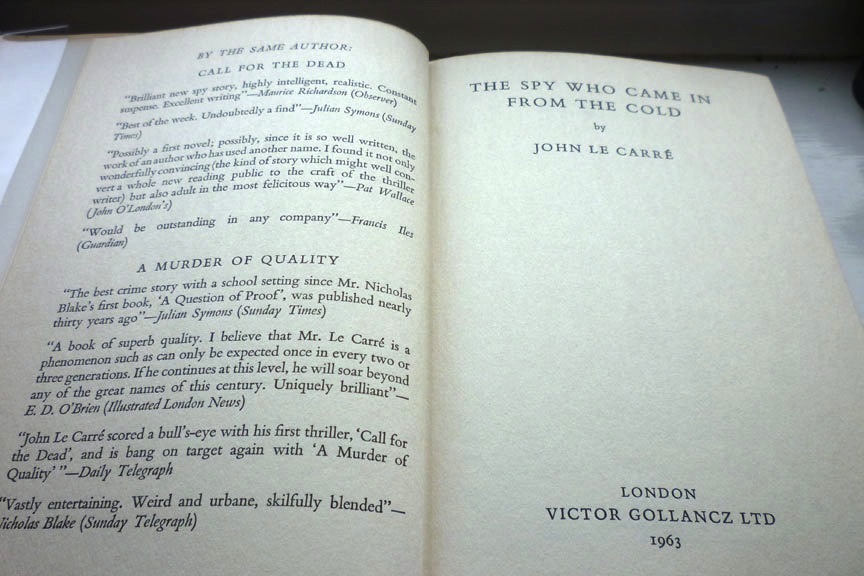 BY THE SAME AUTHOR:
CALL FOR THE DEAD
"Brilliant new spy story, highly intelligent, realistic. Constant
suspense. Excellent writing"—Maurice Richardson (Observer)
"Best of the week. Undoubtedly a find"—Julian Symons (Sunday
Times)
"Possibly a first novel; possibly, since it is so well written, the
work of an author who has used another name. I found it not only
wonderfully convincing (the kind of story which might well con-
vert a whole new reading public to the craft of the thriller
writer) but also adult in the most felicitous way"—Pat Wallace
(John O'London's)
"Would be outstanding in any company"—Francis Iles
(Guardian)
A MURDER OF QUALITY
"The best crime story with a school setting since Mr. Nicholas
Blake's first book, 'A Question of Proof', was published nearly
thirty years ago"—Julian Symons (Sunday Times)
"A book of superb quality. I believe that Mr. Le Carré is a
phenomenon such as can only be expected once in every two or
three generations. If he continues at this level, he will soar beyond
any of the great names of this century. Uniquely brilliant"—
E. D. O'Brien (Illustrated London News)
"John Le Carré scored a bull's-eye with his first thriller, 'Call for
the Dead', and is bang on target again with 'A Murder of
Quality' "—Daily Telegraph
"Vastly entertaining. Weird and urbane, skilfully blended"—
Nicholas Blake (Sunday Telegraph)
THE SPY WHO CAME IN
FROM THE COLD
by
JOHN LE CARRÉ
LONDON
VICTOR GOLLANCZ LTD
1963